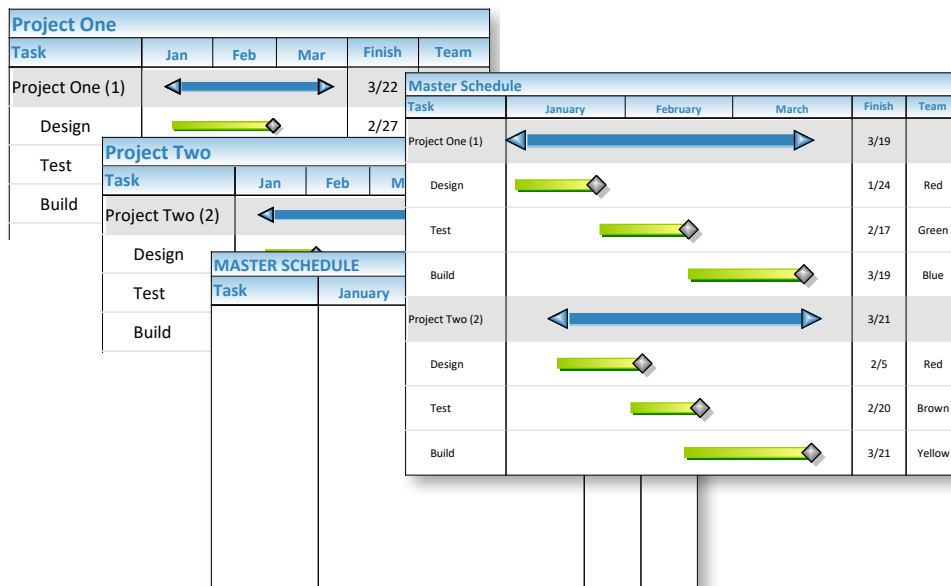 Project One
Task Jan Feb Mar Finish Team
Project One (1) 3/22
Design 2/27
Test
Build
Project Two
Task Jan Feb M
Project Two (2)
Design
Test
Build
MASTER SCHEDULE
Task January
Master Schedule
Task January February March Finish Team
Project One (1) 3/19
Design 1/24 Red
Test 2/17 Green
Build 3/19 Blue
Project Two (2) 3/21
Design 2/5 Red
Test 2/20 Brown
Build 3/21 Yellow